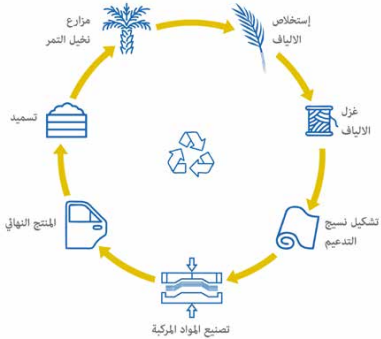 مزارع
نخيل التمر
إستخلاص
الالياف
غزل
الالياف
تشكيل نسيج
التدعيم
تصنيع المواد المركبة
المنتج النهائي
تسميد